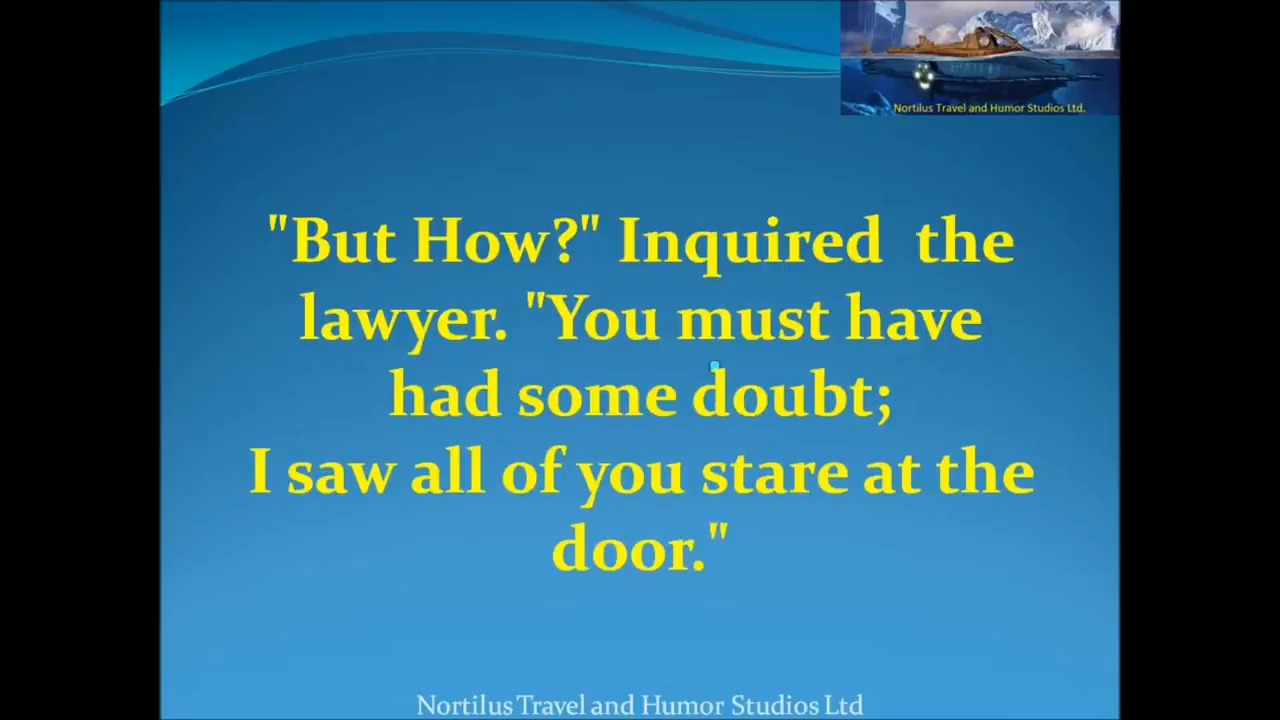 Nortilus Travel and Humor Studios Ltd.
"But How?" Inquired  the
lawyer. "You must have
had some doubt;
I saw all of you stare at the
door."
Nortilus Travel and Humor Studios Ltd